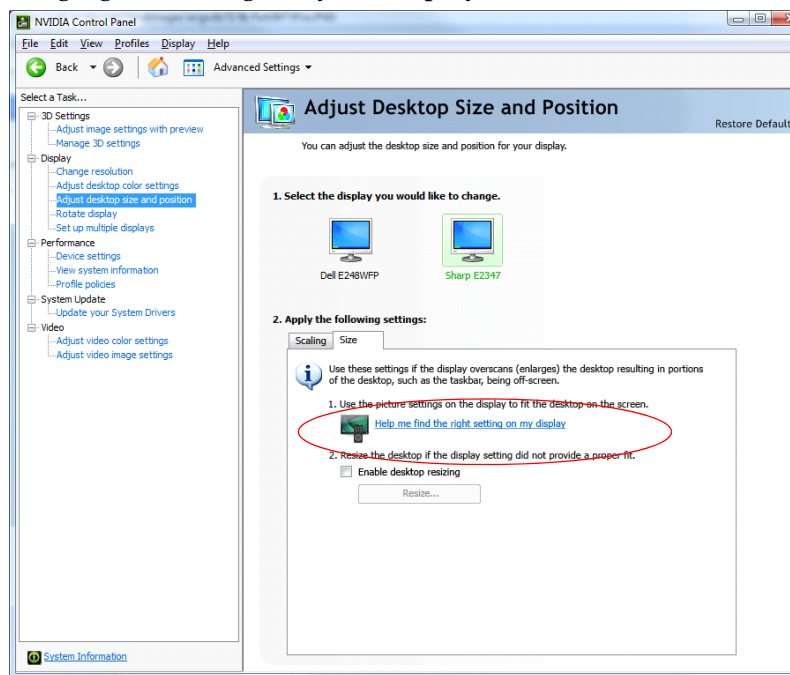 NVIDIA Control Panel
File Edit View Profiles Display Help
Back Advanced Settings
Select a Task...
3D Settings
Adjust image settings with preview
Manage 3D settings
Display
Change resolution
Adjust desktop color settings
Adjust desktop size and position
Rotate display
Set up multiple displays
Performance
Device settings
View system information
Profile policies
System Update
Update your System Drivers
Video
Adjust video color settings
Adjust video image settings
System Information
Adjust Desktop Size and Position
Restore Default
You can adjust the desktop size and position for your display.
1. Select the display you would like to change.
Dell E248WFP Sharp E2347
2. Apply the following settings:
Scaling Size
Use these settings if the display overscans (enlarges) the desktop resulting in portions
of the desktop, such as the taskbar, being off-screen.
1. Use the picture settings on the display to fit the desktop on the screen.
Help me find the right setting on my display
2. Resize the desktop if the display setting did not provide a proper fit.
Enable desktop resizing
Resize...